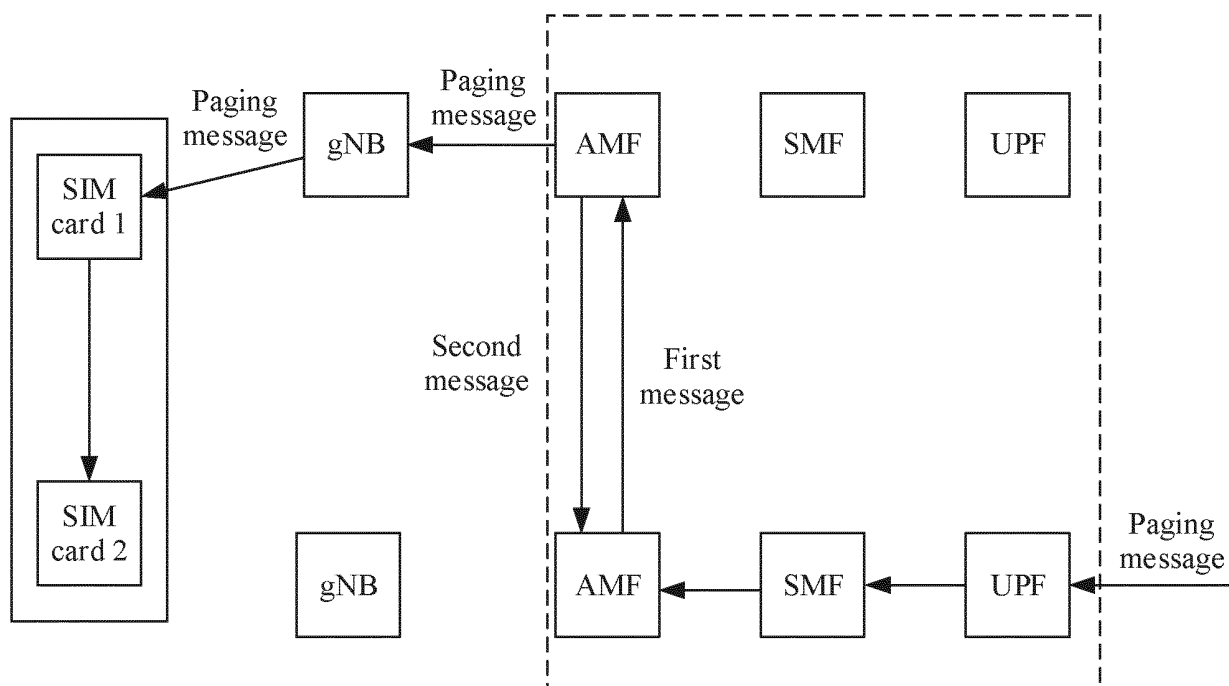 Paging
message
Paging
message
gNB
AMF
SMF
UPF
SIM
card 1
Second
message
First
message
SIM
card 2
gNB
AMF
SMF
UPF
Paging
message